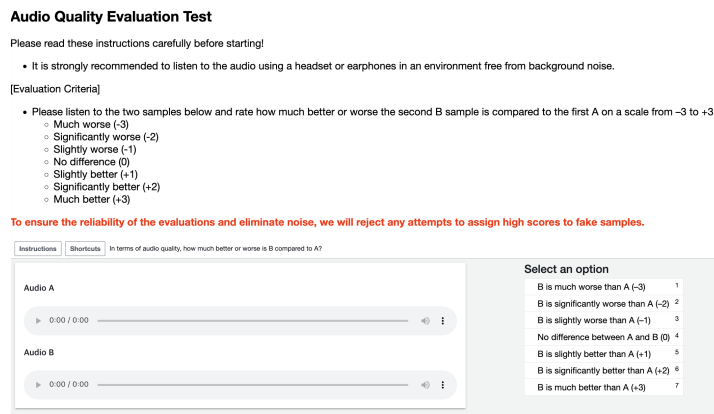 Audio Quality Evaluation Test
Please read these instructions carefully before starting!
• It is strongly recommended to listen to the audio using a headset or earphones in an environment free from background noise.
[Evaluation Criteria]
• Please listen to the two samples below and rate how much better or worse the second B sample is compared to the first A on a scale from –3 to +3
◦ Much worse (-3)
◦ Significantly worse (-2)
◦ Slightly worse (-1)
◦ No difference (0)
◦ Slightly better (+1)
◦ Significantly better (+2)
◦ Much better (+3)
To ensure the reliability of the evaluations and eliminate noise, we will reject any attempts to assign high scores to fake samples.
Instructions Shortcuts In terms of audio quality, how much better or worse is B compared to A?
Audio A
0:00 / 0:00
Audio B
0:00 / 0:00
Select an option
B is much worse than A (–3) 1
B is significantly worse than A (–2) 2
B is slightly worse than A (–1) 3
No difference between A and B (0) 4
B is slightly better than A (+1) 5
B is significantly better than A (+2) 6
B is much better than A (+3) 7